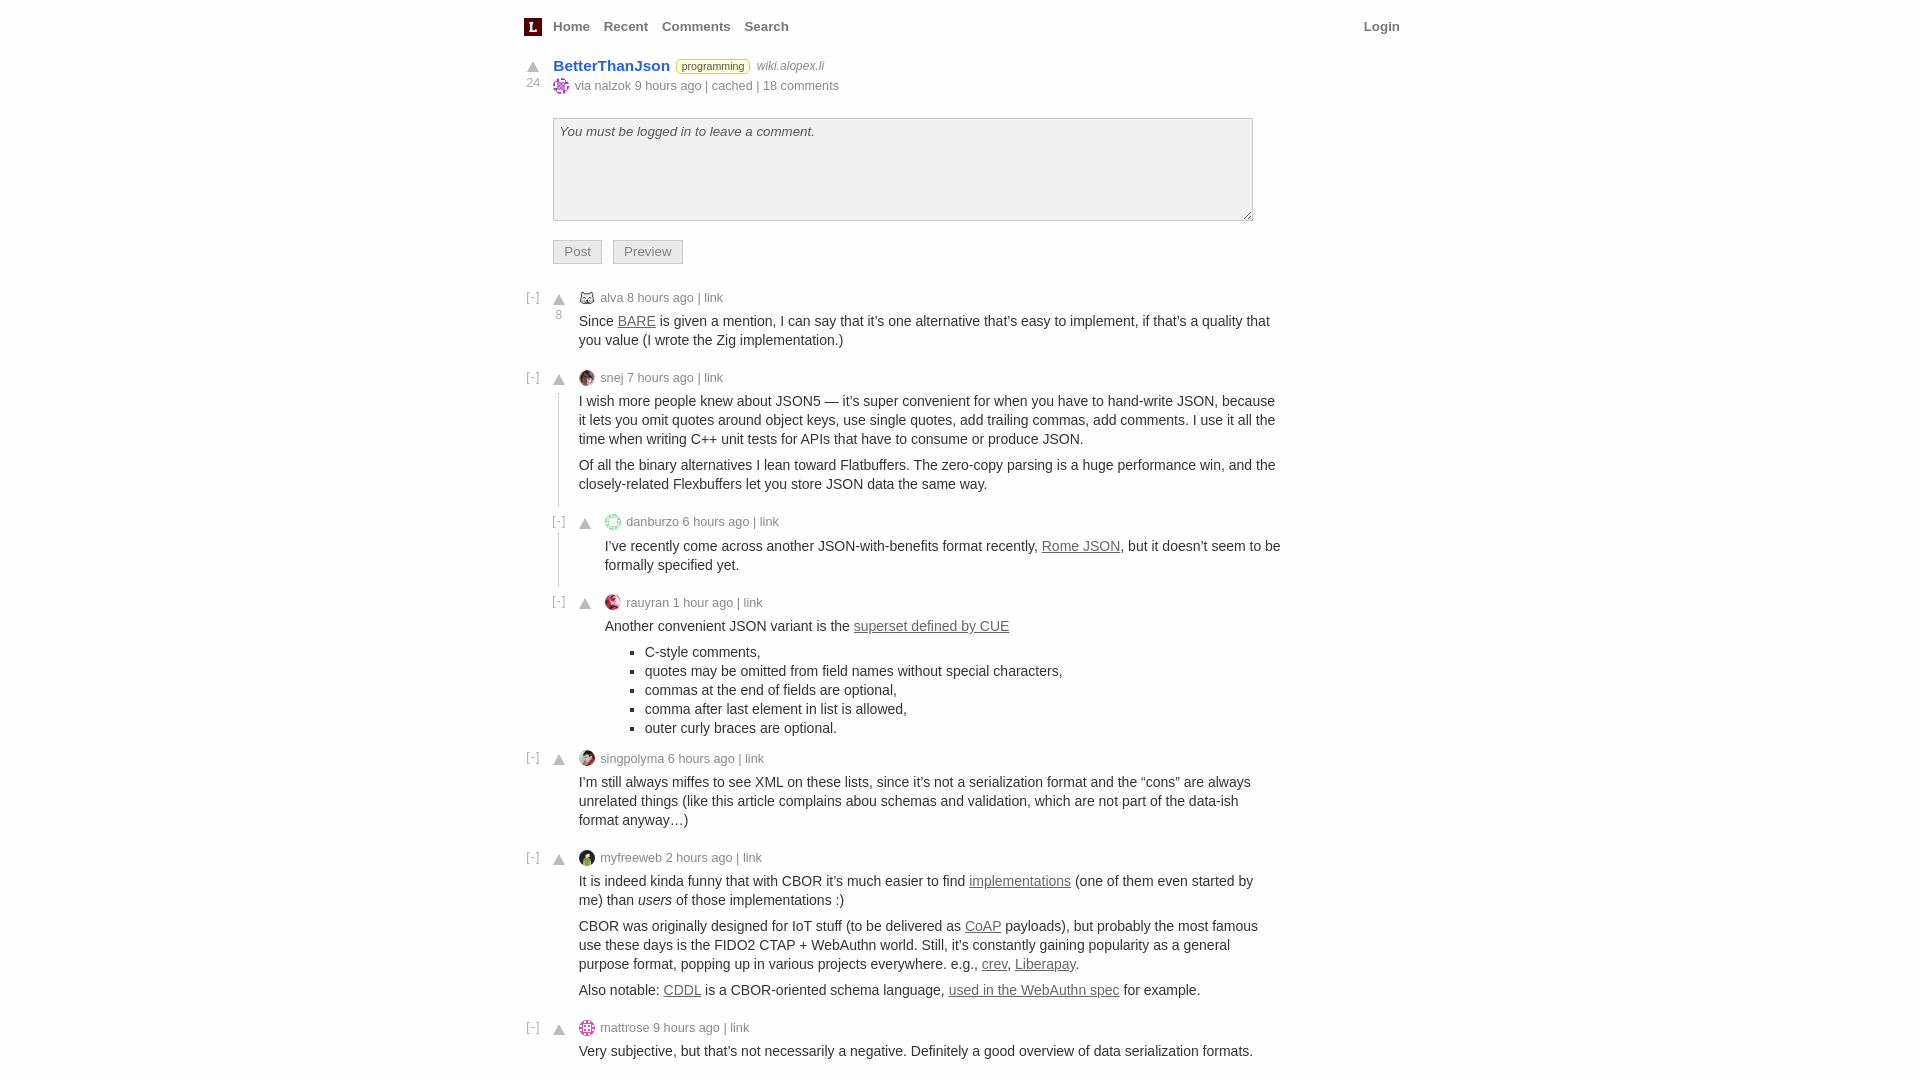 L Home Recent Comments Search Login
BetterThanJson programming wiki.alopex.li
24
via nalzok 9 hours ago | cached | 18 comments
You must be logged in to leave a comment.
Post Preview
[-] alva 8 hours ago | link
8
Since BARE is given a mention, I can say that it’s one alternative that’s easy to implement, if that’s a quality that
you value (I wrote the Zig implementation.)
[-] snej 7 hours ago | link
I wish more people knew about JSON5 — it’s super convenient for when you have to hand-write JSON, because
it lets you omit quotes around object keys, use single quotes, add trailing commas, add comments. I use it all the
time when writing C++ unit tests for APIs that have to consume or produce JSON.
Of all the binary alternatives I lean toward Flatbuffers. The zero-copy parsing is a huge performance win, and the
closely-related Flexbuffers let you store JSON data the same way.
[-] danburzo 6 hours ago | link
I’ve recently come across another JSON-with-benefits format recently, Rome JSON, but it doesn’t seem to be
formally specified yet.
[-] rauyran 1 hour ago | link
Another convenient JSON variant is the superset defined by CUE
C-style comments,
quotes may be omitted from field names without special characters,
commas at the end of fields are optional,
comma after last element in list is allowed,
outer curly braces are optional.
[-] singpolyma 6 hours ago | link
I’m still always miffes to see XML on these lists, since it’s not a serialization format and the “cons” are always
unrelated things (like this article complains abou schemas and validation, which are not part of the data-ish
format anyway…)
[-] myfreeweb 2 hours ago | link
It is indeed kinda funny that with CBOR it’s much easier to find implementations (one of them even started by
me) than users of those implementations :)
CBOR was originally designed for IoT stuff (to be delivered as CoAP payloads), but probably the most famous
use these days is the FIDO2 CTAP + WebAuthn world. Still, it’s constantly gaining popularity as a general
purpose format, popping up in various projects everywhere. e.g., crev, Liberapay.
Also notable: CDDL is a CBOR-oriented schema language, used in the WebAuthn spec for example.
[-] mattrose 9 hours ago | link
Very subjective, but that’s not necessarily a negative. Definitely a good overview of data serialization formats.